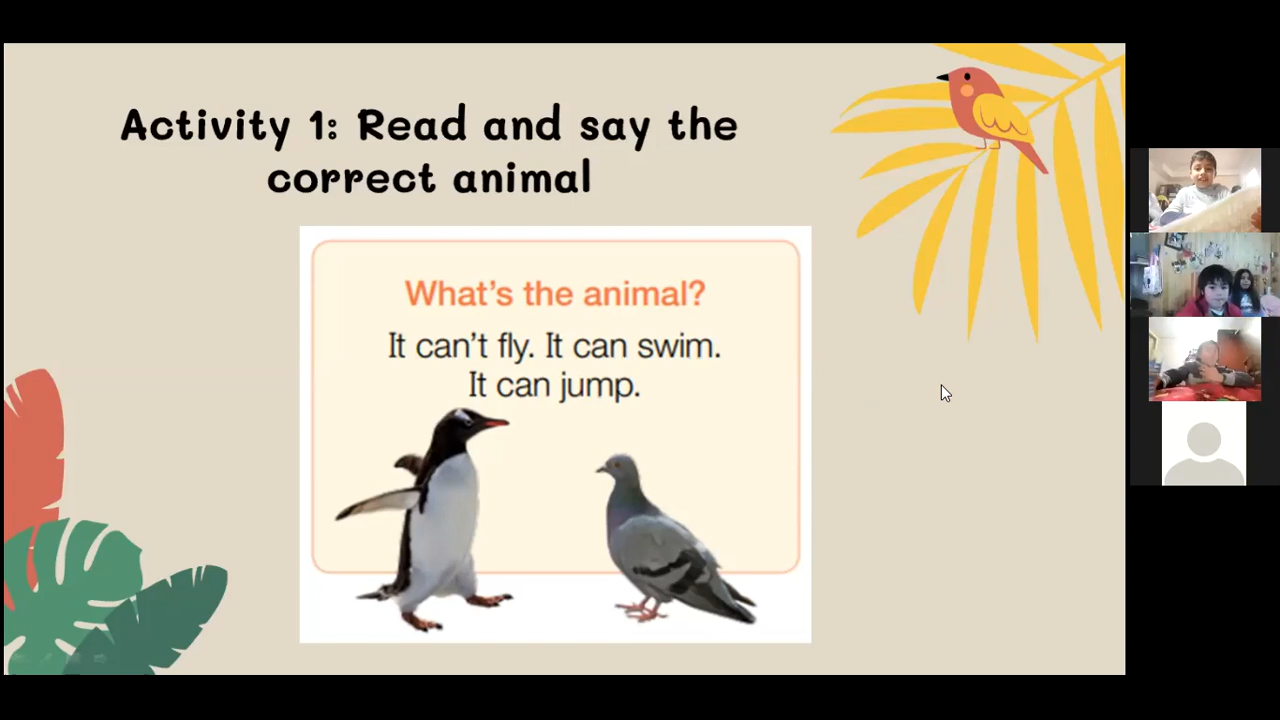 Activity 1: Read and say the
correct animal
What's the animal?
It can't fly. It can swim.
It can jump.